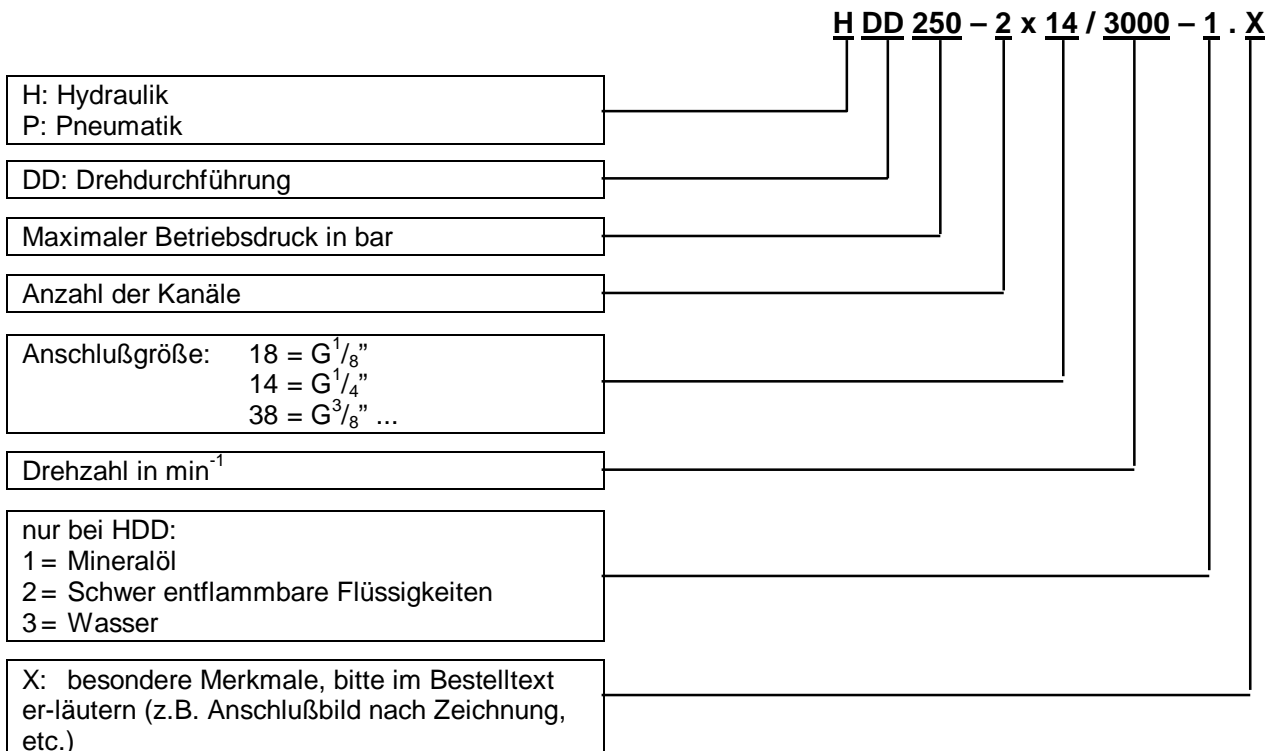 H DD 250 – 2 x 14 / 3000 – 1 . X
H: Hydraulik
P: Pneumatik
DD: Drehdurchführung
Maximaler Betriebsdruck in bar
Anzahl der Kanäle
Anschlußgröße: 18 = G1/8”
14 = G1/4”
38 = G3/8” ...
Drehzahl in min-1
nur bei HDD:
1 = Mineralöl
2 = Schwer entflammbare Flüssigkeiten
3 = Wasser
X: besondere Merkmale, bitte im Bestelltext
er-läutern (z.B. Anschlußbild nach Zeichnung,
etc.)